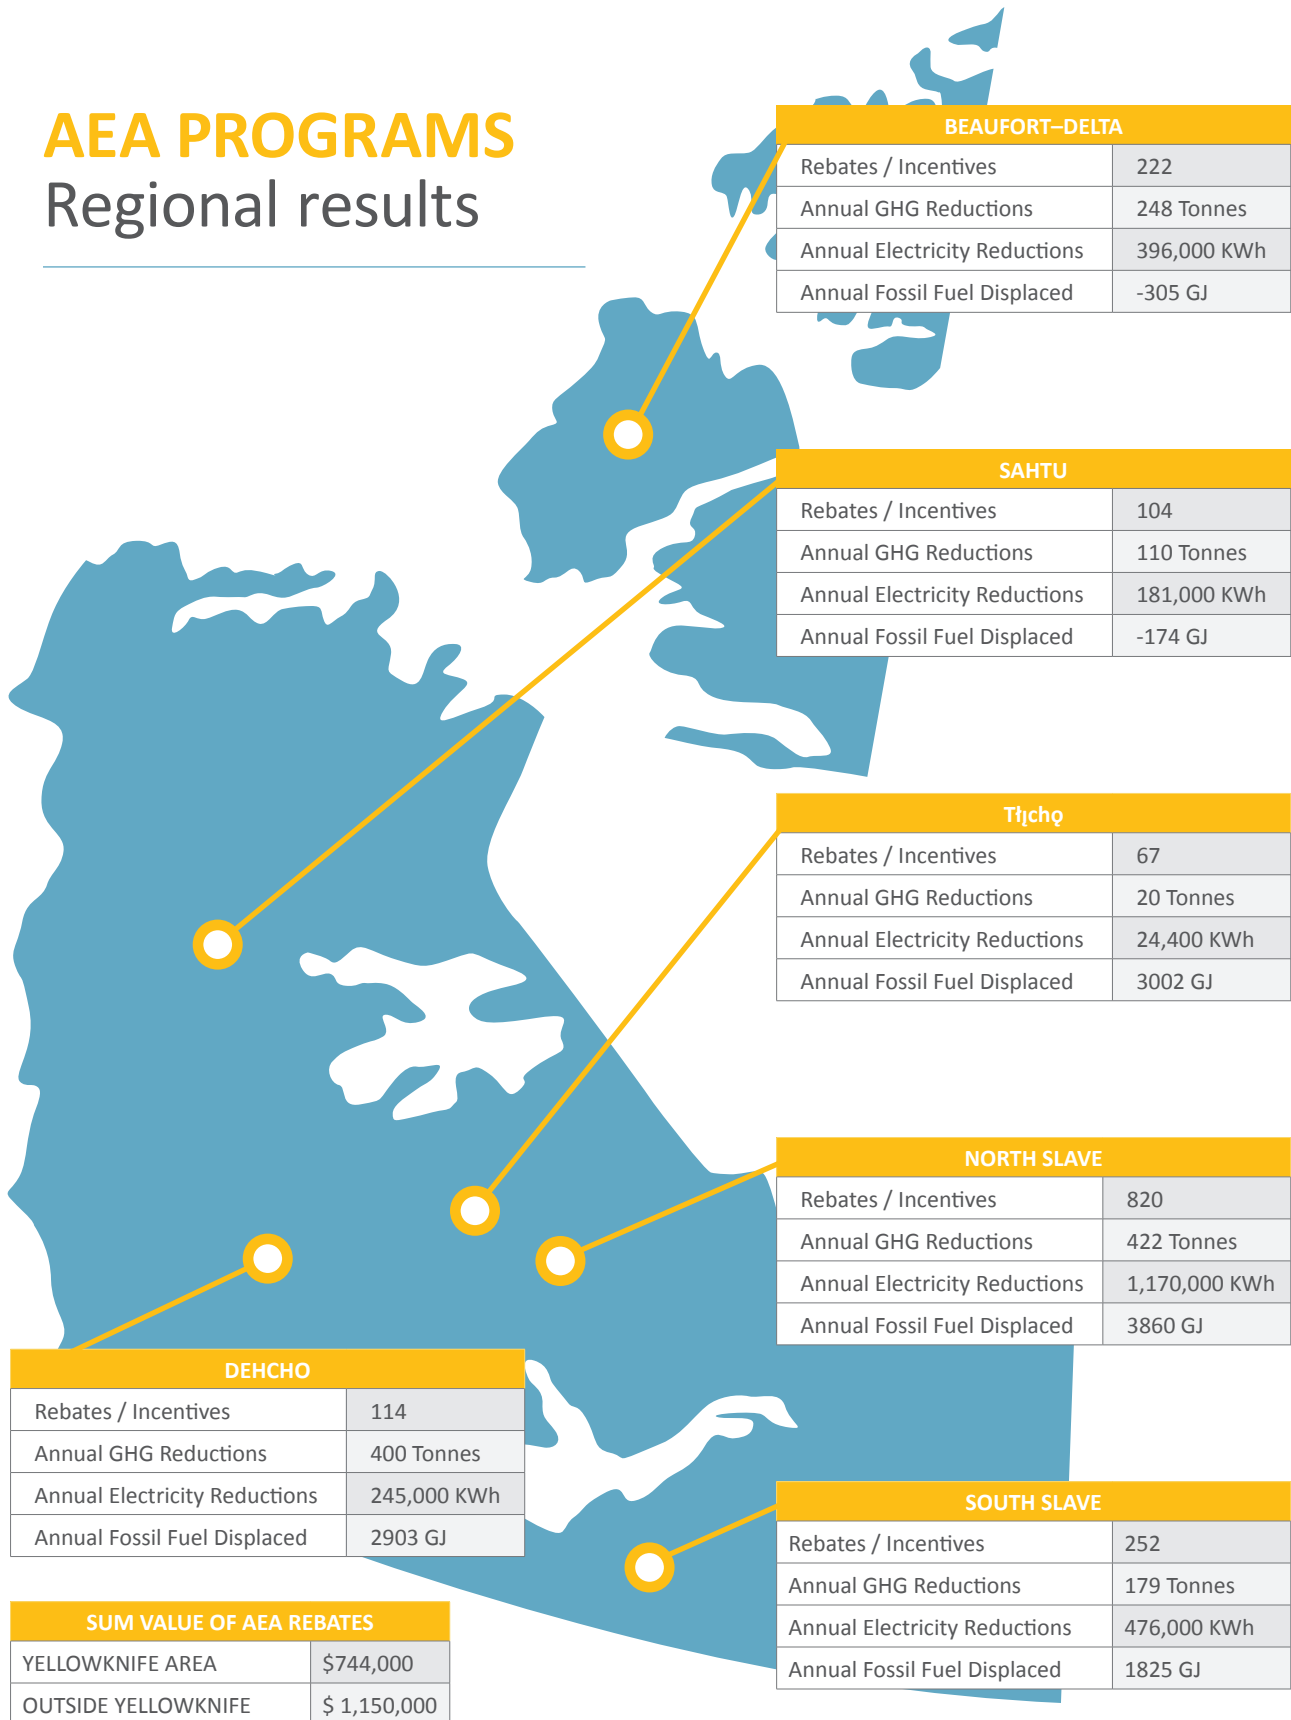 AEA PROGRAMS
Regional results
BEAUFORT–DELTA
Rebates / Incentives 222
Annual GHG Reductions 248 Tonnes
Annual Electricity Reductions 396,000 KWh
Annual Fossil Fuel Displaced -305 GJ
SAHTU
Rebates / Incentives 104
Annual GHG Reductions 110 Tonnes
Annual Electricity Reductions 181,000 KWh
Annual Fossil Fuel Displaced -174 GJ
Tłįchǫ
Rebates / Incentives 67
Annual GHG Reductions 20 Tonnes
Annual Electricity Reductions 24,400 KWh
Annual Fossil Fuel Displaced 3002 GJ
NORTH SLAVE
Rebates / Incentives 820
Annual GHG Reductions 422 Tonnes
Annual Electricity Reductions 1,170,000 KWh
Annual Fossil Fuel Displaced 3860 GJ
DEHCHO
Rebates / Incentives 114
Annual GHG Reductions 400 Tonnes
Annual Electricity Reductions 245,000 KWh
Annual Fossil Fuel Displaced 2903 GJ
SOUTH SLAVE
Rebates / Incentives 252
Annual GHG Reductions 179 Tonnes
Annual Electricity Reductions 476,000 KWh
Annual Fossil Fuel Displaced 1825 GJ
SUM VALUE OF AEA REBATES
YELLOWKNIFE AREA $744,000
OUTSIDE YELLOWKNIFE $ 1,150,000